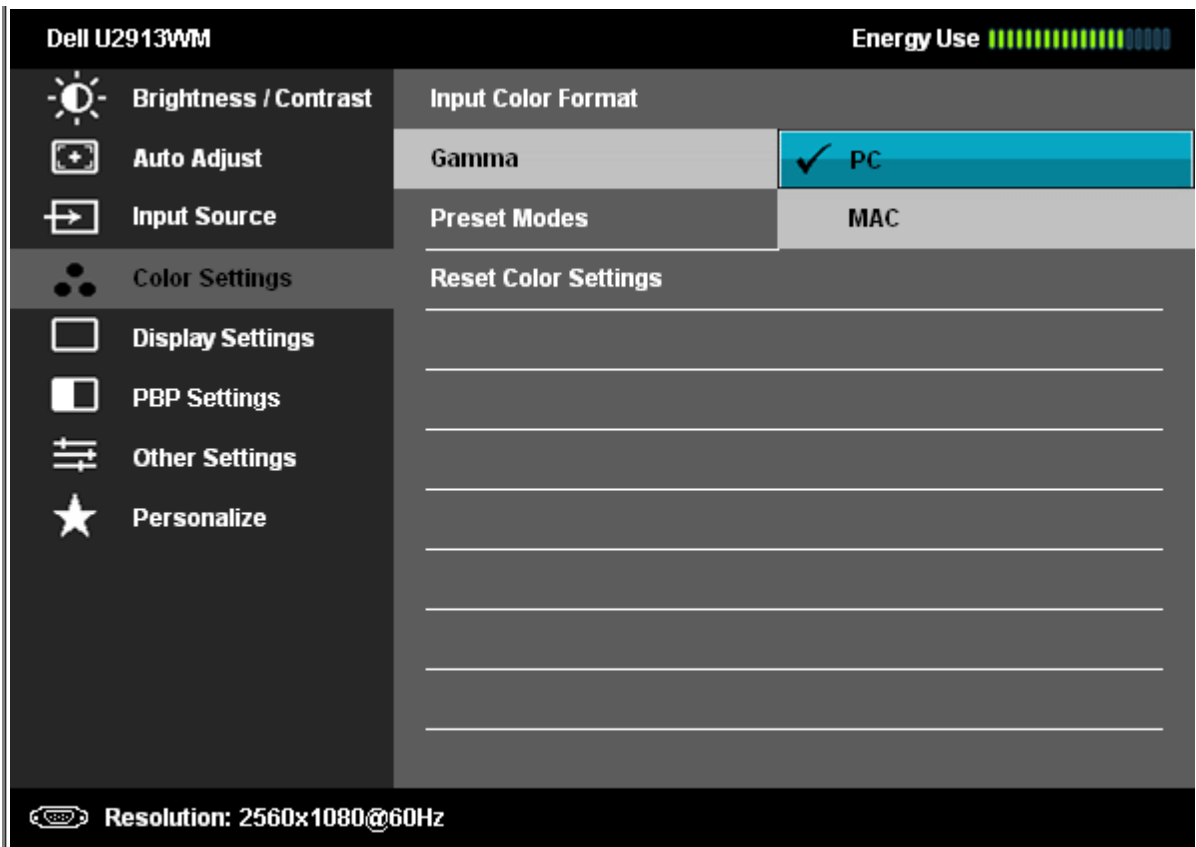 Dell U2913WM
Energy Use
Brightness / Contrast
Input Color Format
Auto Adjust
Gamma
PC
Input Source
Preset Modes
MAC
Color Settings
Reset Color Settings
Display Settings
PBP Settings
Other Settings
Personalize
Resolution: 2560x1080@60Hz